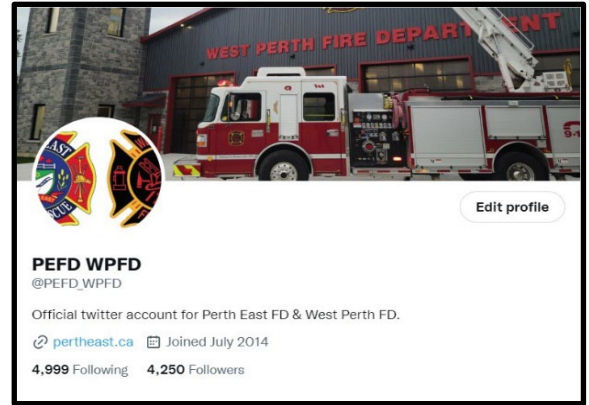 WEST PERTH FIRE DEPARTMENT
Edit profile
PEFD WPFD
@PEFD_WPFD
Official twitter account for Perth East FD & West Perth FD.
pertheast.ca Joined July 2014
4,999 Following 4,250 Followers